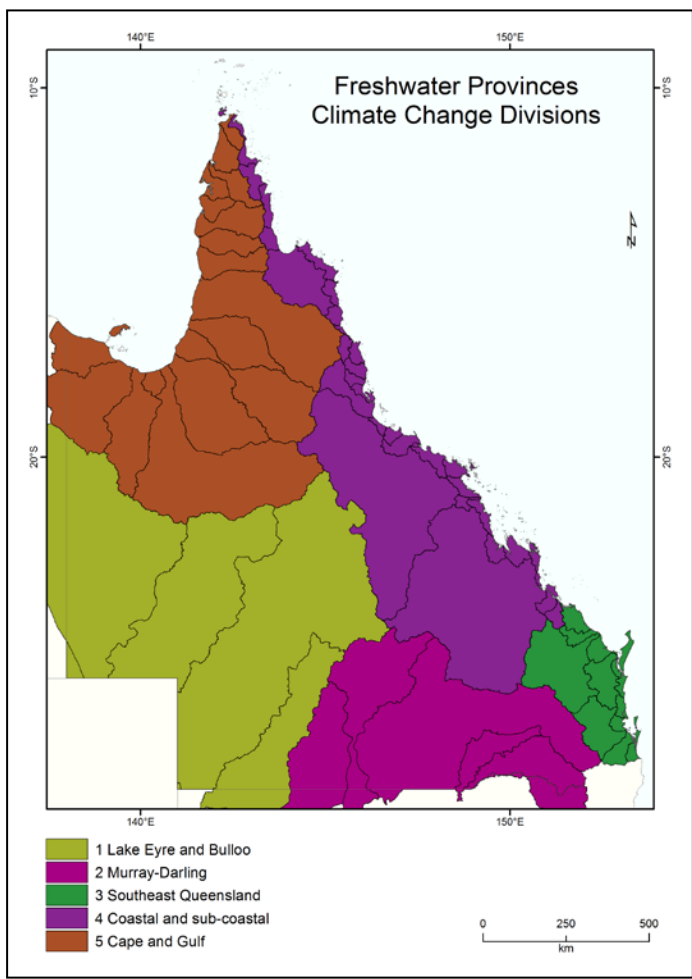 140°E
150°E
10°S
10°S
Freshwater Provinces
Climate Change Divisions
N
20°S
20°S
140°E
150°E
1 Lake Eyre and Bulloo
2 Murray-Darling
3 Southeast Queensland
4 Coastal and sub-coastal
5 Cape and Gulf
0
250
500
km